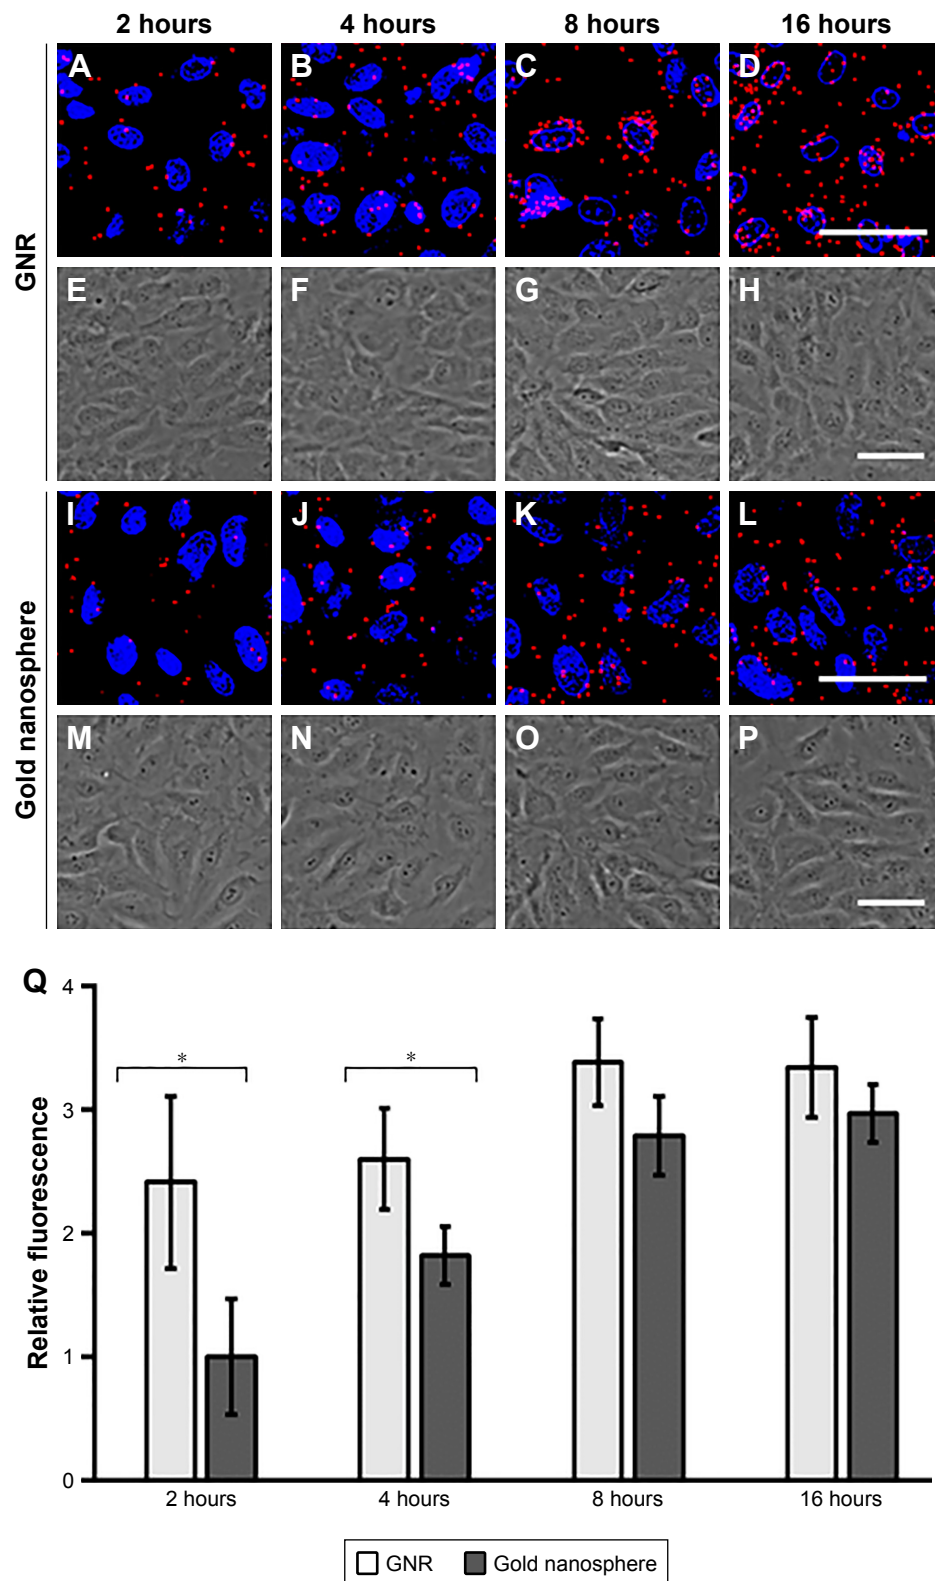 2 hours 4 hours 8 hours 16 hours
A B C D
GNR
E F G H
I J K L
Gold nanosphere
M N O P
Q
4
* *
3
Relative fluorescence
2
1
0
2 hours 4 hours 8 hours 16 hours
GNR Gold nanosphere